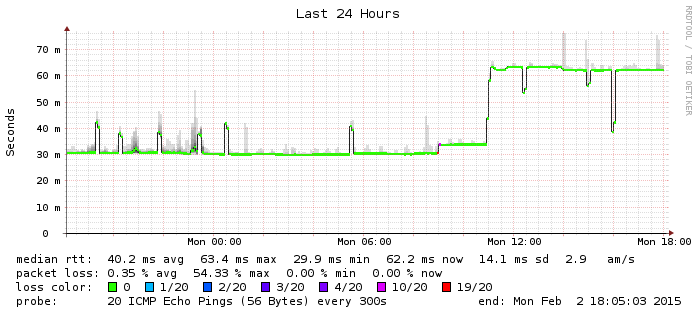 Last 24 Hours
RRDTOOL / TOBI OETIKER
Seconds
70 m
60 m
50 m
40 m
30 m
20 m
10 m
0
Mon 00:00 Mon 06:00 Mon 12:00 Mon 18:00
median rtt: 40.2 ms avg 63.4 ms max 29.9 ms min 62.2 ms now 14.1 ms sd 2.9 am/s
packet loss: 0.35 % avg 54.33 % max 0.00 % min 0.00 % now
loss color: 0 1/20 2/20 3/20 4/20 10/20 19/20
probe: 20 ICMP Echo Pings (56 Bytes) every 300s end: Mon Feb 2 18:05:03 2015